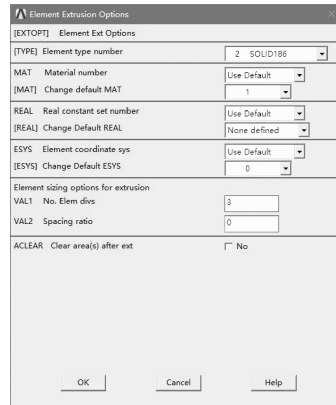 Element Extrusion Options
[EXTOPT] Element Ext Options
[TYPE] Element type number 2 SOLID186
MAT Material number Use Default
[MAT] Change default MAT 1
REAL Real constant set number Use Default
[REAL] Change Default REAL None defined
ESYS Element coordinate sys Use Default
[ESYS] Change Default ESYS 0
Element sizing options for extrusion
VAL1 No. Elem divs 3
VAL2 Spacing ratio 0
ACLEAR Clear area(s) after ext No
OK Cancel Help